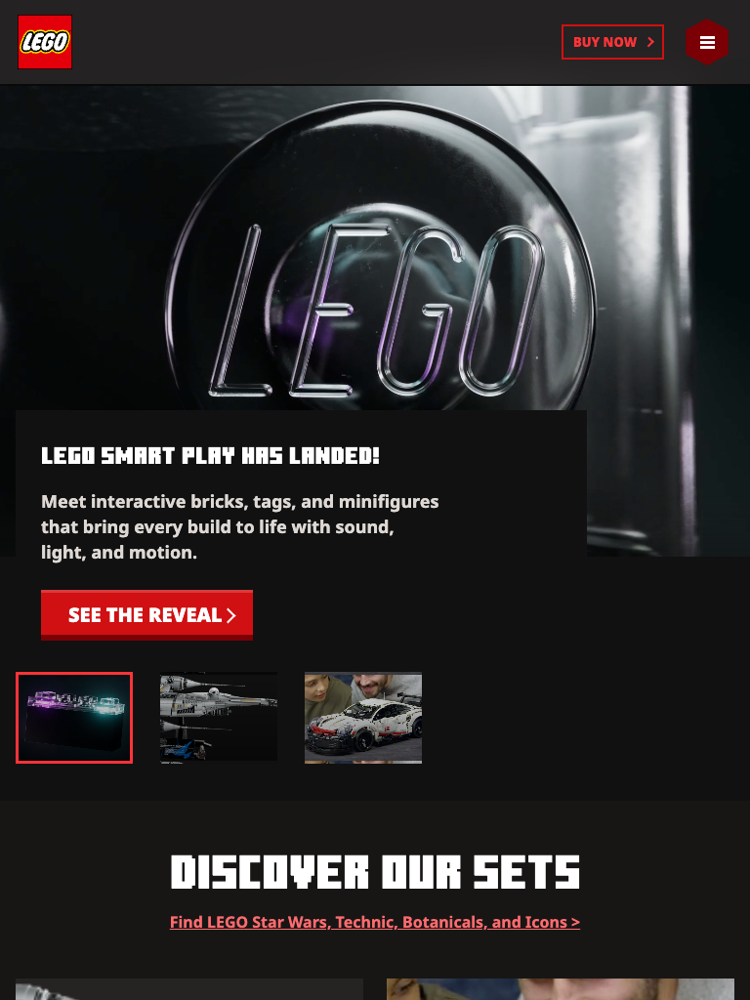 LEGO
BUY NOW
LEGO
LEGO SMART PLAY HAS LANDED!
Meet interactive bricks, tags, and minifigures
that bring every build to life with sound,
light, and motion.
SEE THE REVEAL
DISCOVER OUR SETS
Find LEGO Star Wars, Technic, Botanicals, and Icons >